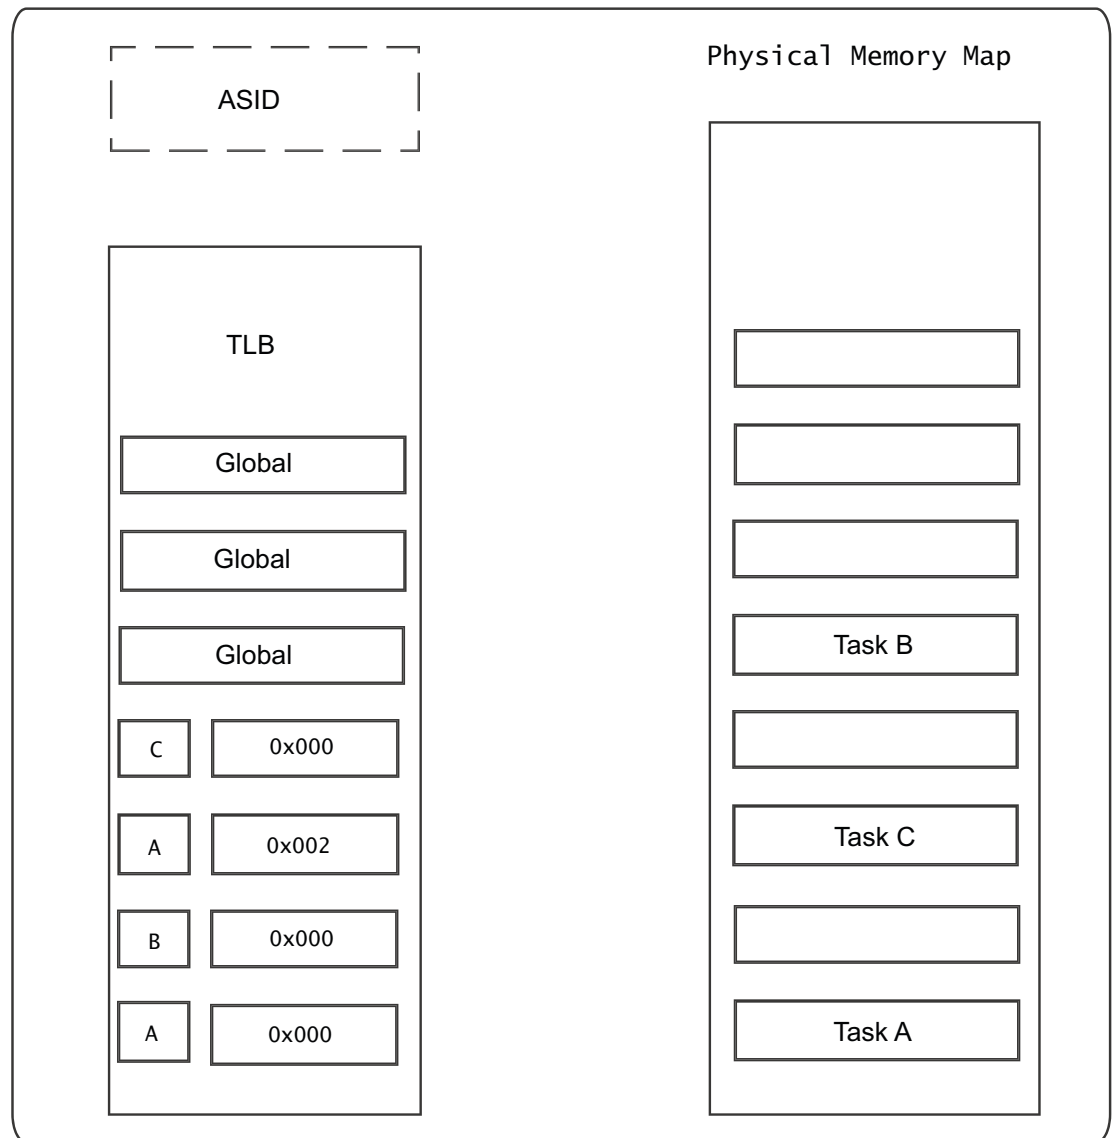 ASID
Physical Memory Map
TLB
Global
Global
Global
C 0x000
A 0x002
B 0x000
A 0x000
Task B
Task C
Task A